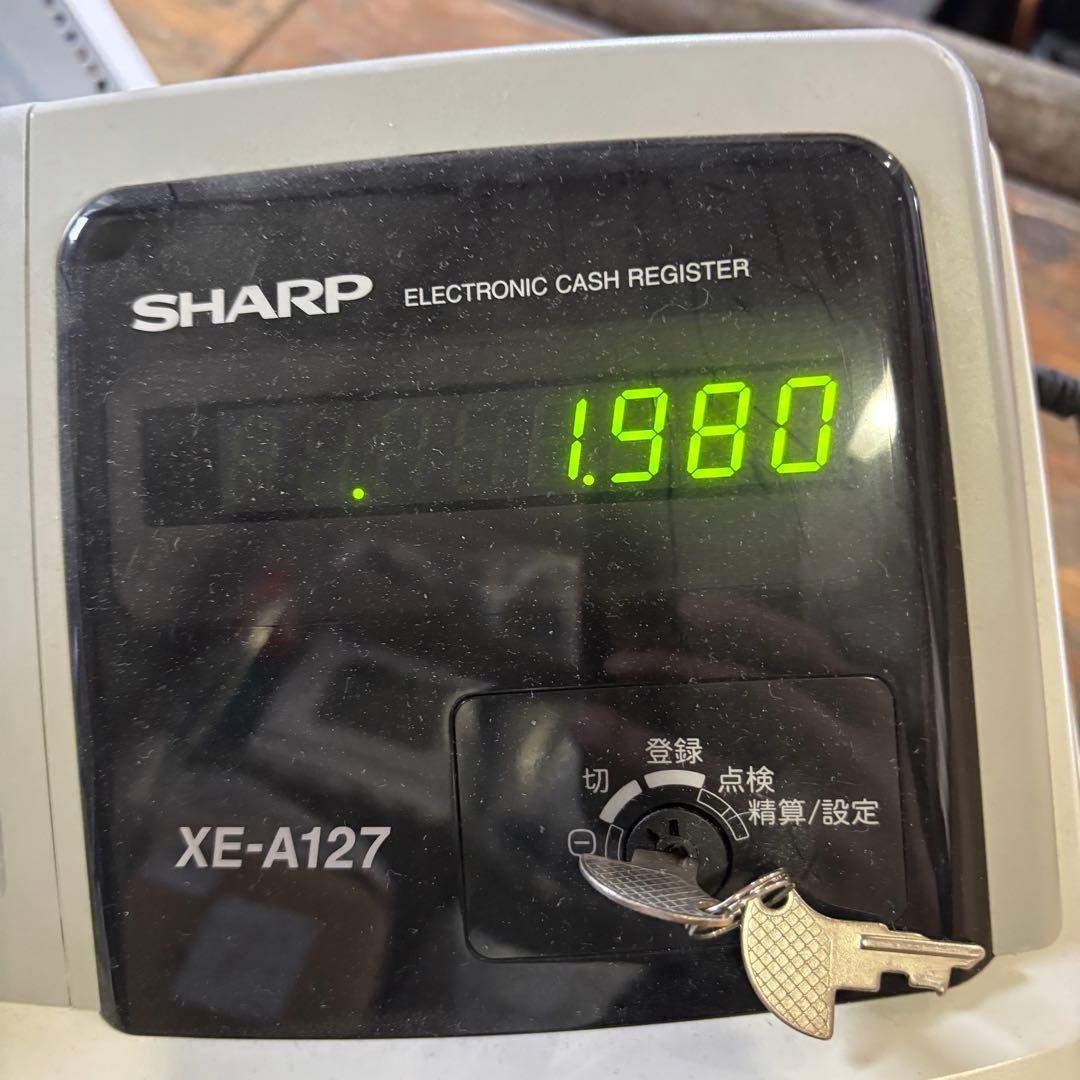 SHARP ELECTRONIC CASH REGISTER
1.980
登録
切 点検
精算/設定
XE-A127